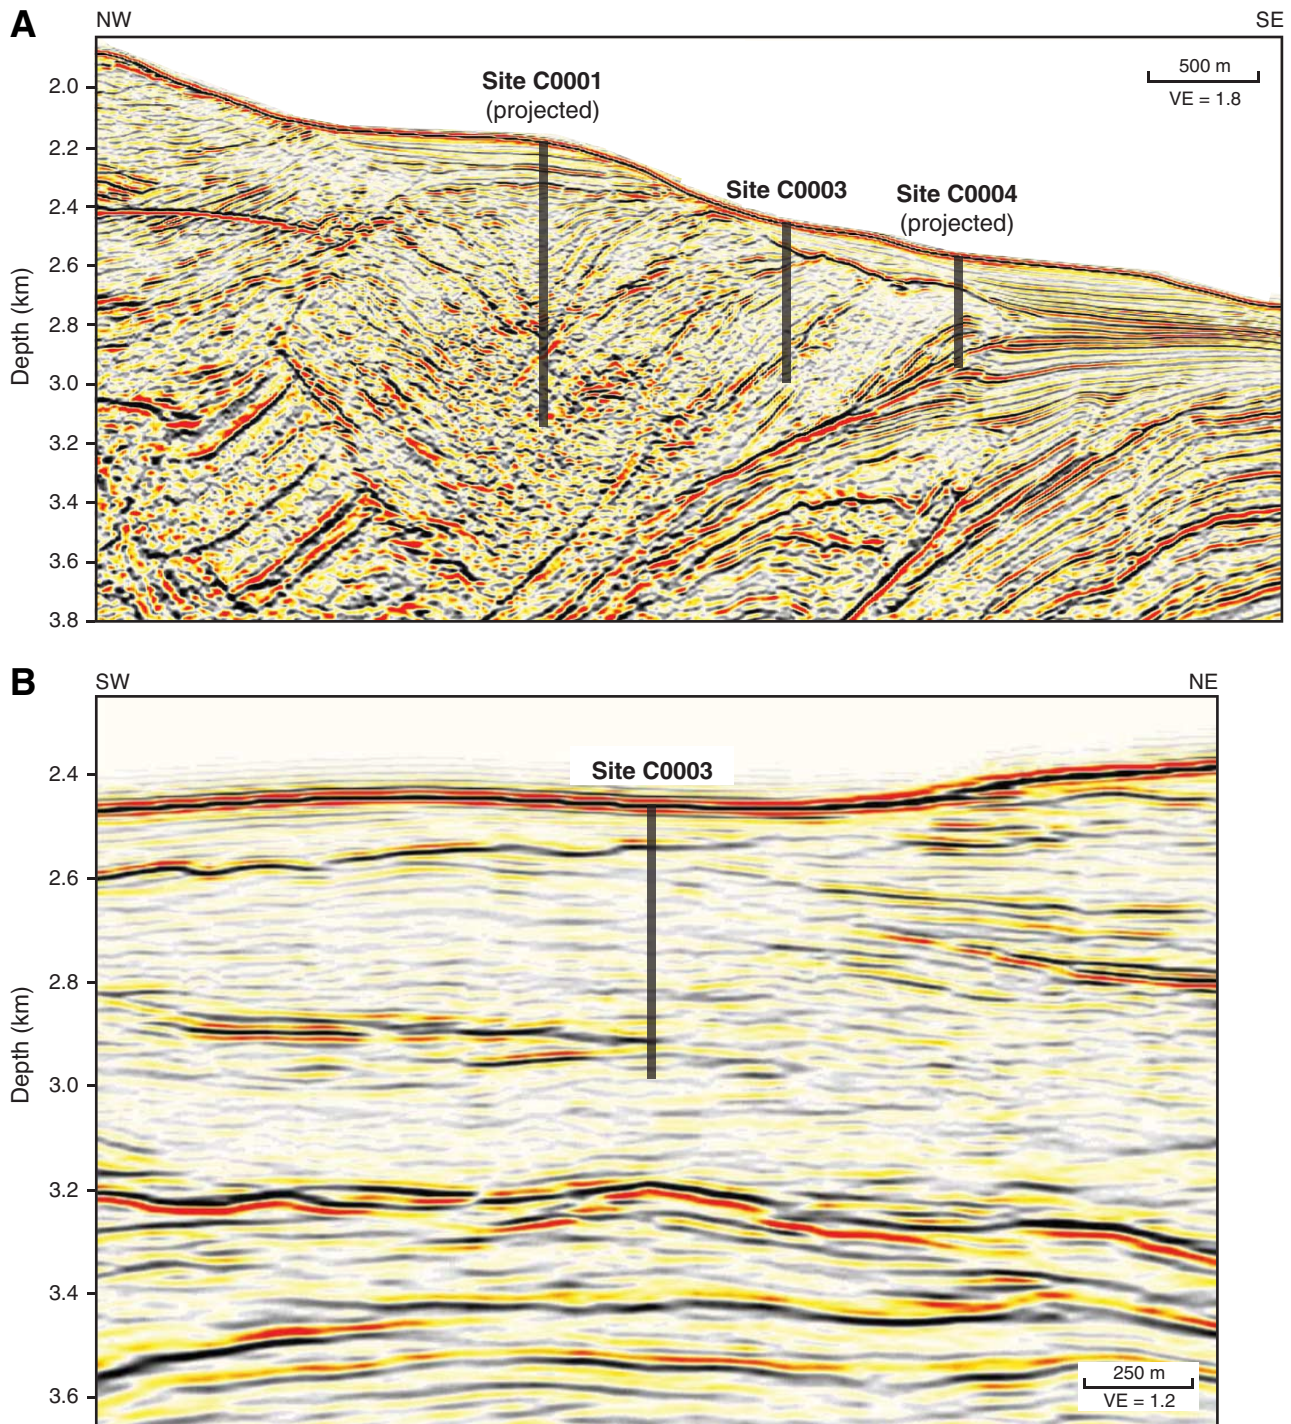 A
NW
SE
Site C0001
(projected)
500 m
VE = 1.8
Site C0003
Site C0004
(projected)
Depth (km)
2.0
2.2
2.4
2.6
2.8
3.0
3.2
3.4
3.6
3.8
B
SW
NE
Site C0003
Depth (km)
2.4
2.6
2.8
3.0
3.2
3.4
3.6
250 m
VE = 1.2